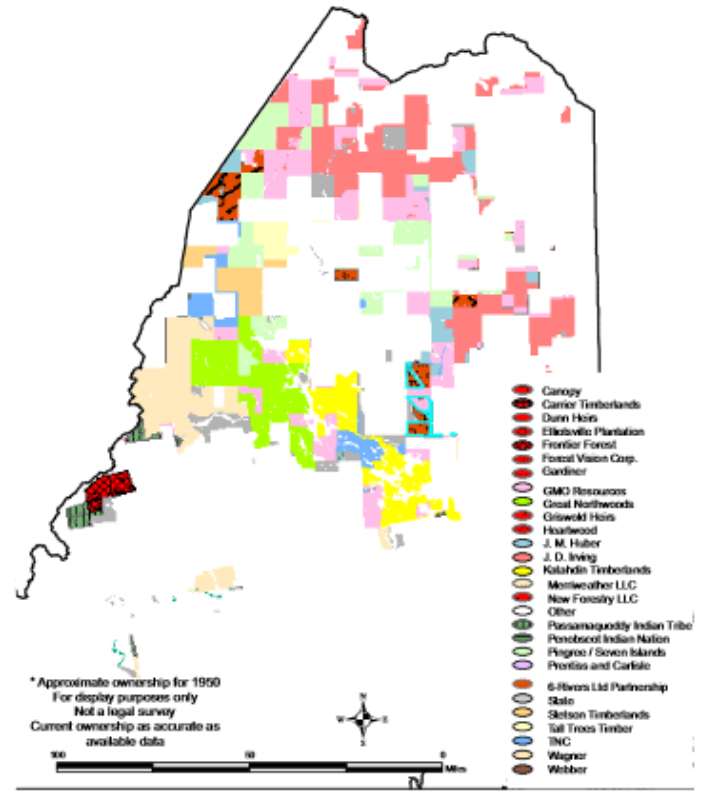 Canopy
Carrier Timberlands
Dunn Heirs
Elliotsville Plantation
Frontier Forest
Forest Vision Corp.
Gardiner
GMO Resources
Great Northwoods
Griswold Heirs
Heartwood
J. M. Huber
J. D. Irving
Katahdin Timberlands
Merriweather LLC
New Forestry LLC
Other
Passamaquoddy Indian Tribe
Penobscot Indian Nation
Pingree / Seven Islands
Prentiss and Carlisle
6-Rivers Ltd Partnership
State
Stetson Timberlands
Tall Trees Timber
TNC
Wagner
Webber
* Approximate ownership for 1950
For display purposes only
Not a legal survey
Current ownership as accurate as
available data
N
W E
S
100 50 0
Miles